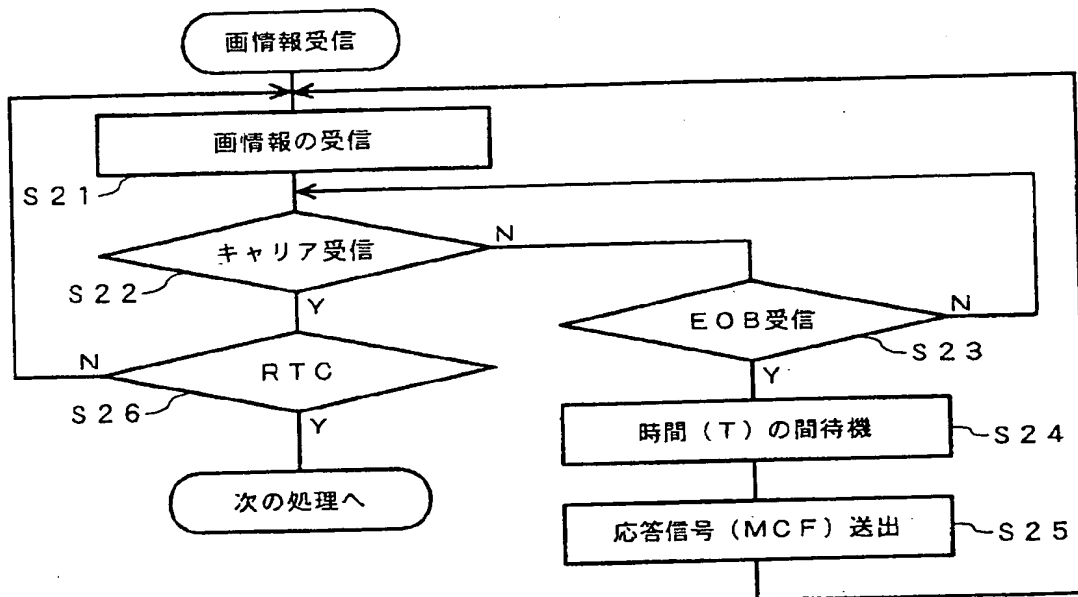 画情報受信
画情報の受信
S21
キャリア受信
N
S22
Y
EOB受信
N
S23
Y
N
RTC
S26
Y
時間(T)の間待機
S24
次の処理へ
応答信号(MCF)送出
S25